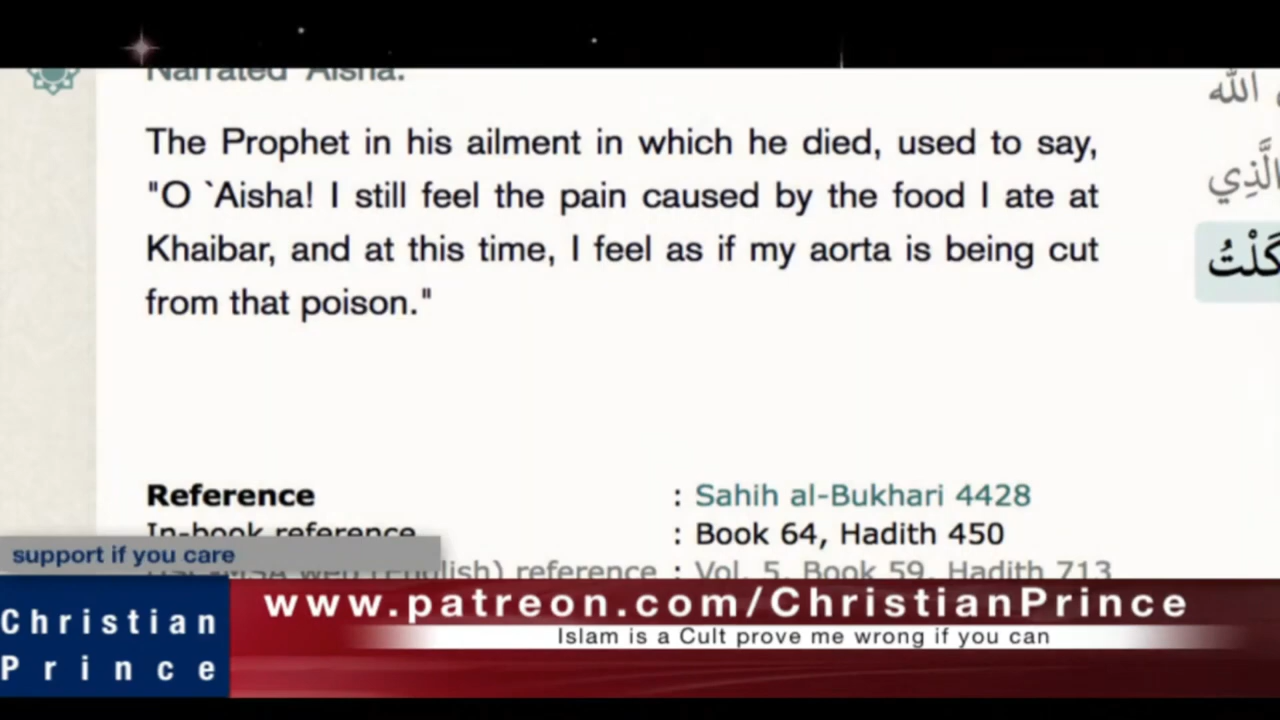 Narrated `Aisha:
الله
The Prophet in his ailment in which he died, used to say,
الَّذِي
"O `Aisha! I still feel the pain caused by the food I ate at
Khaibar, and at this time, I feel as if my aorta is being cut
from that poison."
Reference : Sahih al-Bukhari 4428
In-book reference : Book 64, Hadith 450
support if you care
web (English) reference : Vol. 5, Book 59, Hadith 713
Christian
Prince
www.patreon.com/ChristianPrince
Islam is a Cult prove me wrong if you can